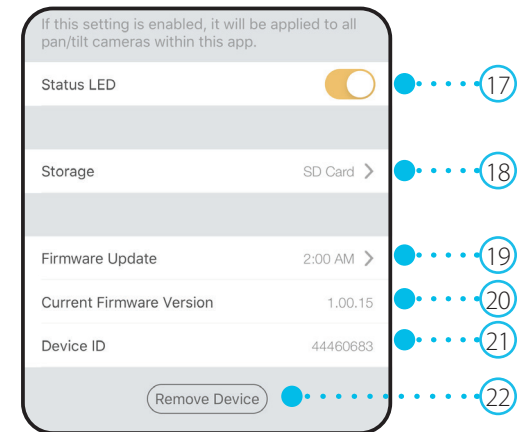 If this setting is enabled, it will be applied to all
pan/tilt cameras within this app.
Status LED 17
Storage SD Card > 18
Firmware Update 2:00 AM > 19
Current Firmware Version 1.00.15 20
Device ID 44460683 21
Remove Device 22